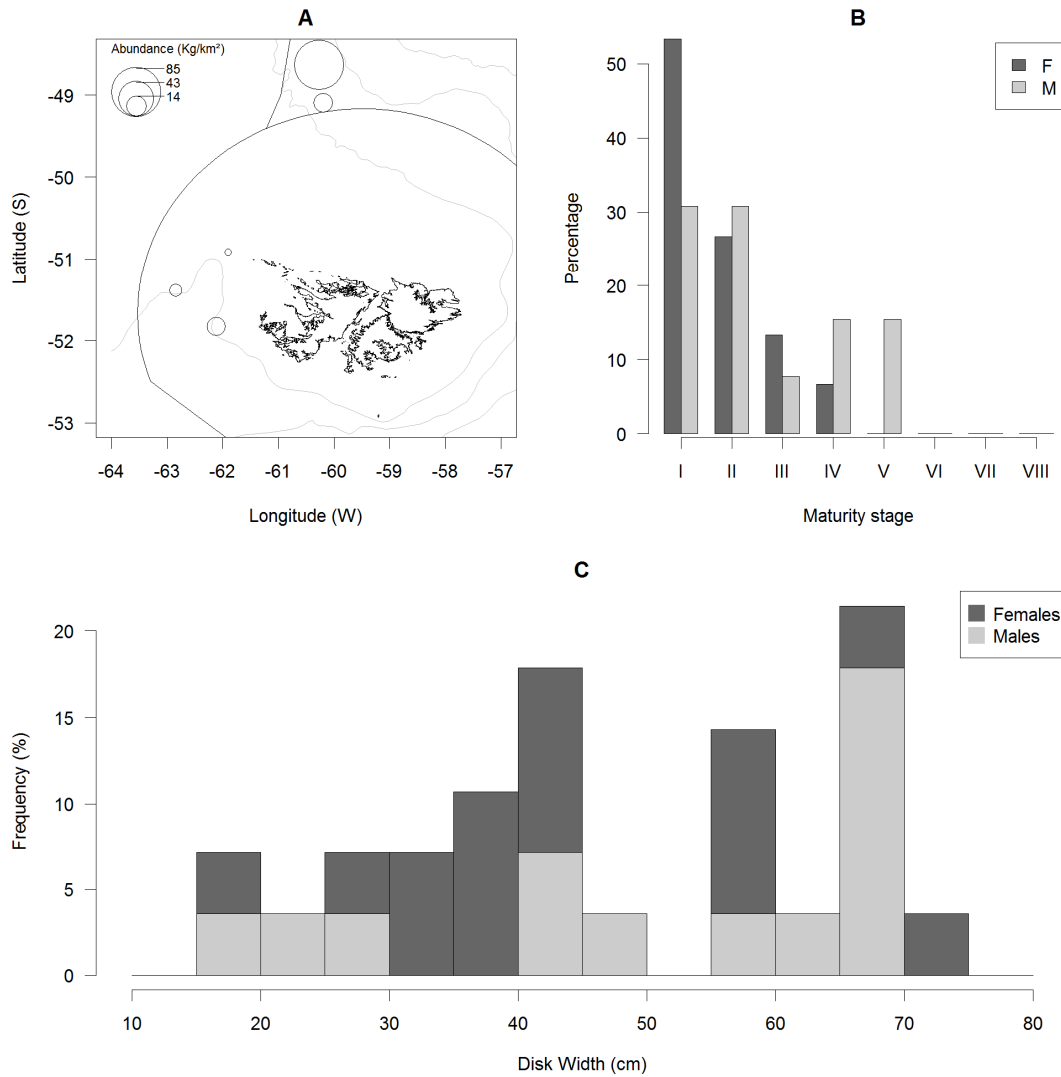 A
Abundance (Kg/km²)
85
43
14
-49
-50
-51
-52
-53
Latitude (S)
-64 -63 -62 -61 -60 -59 -58 -57
Longitude (W)
B
F
M
50
40
30
20
10
0
Percentage
I II III IV V VI VII VIII
Maturity stage
C
Females
Males
20
15
10
5
0
Frequency (%)
10 20 30 40 50 60 70 80
Disk Width (cm)